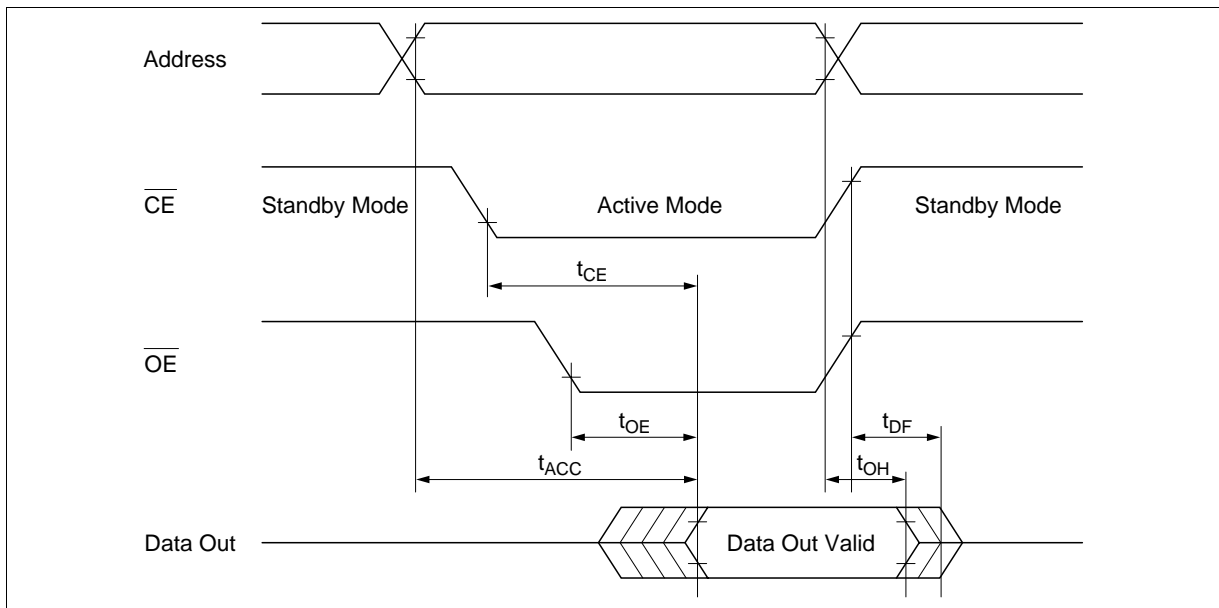 Address
CE
Standby Mode
Active Mode
Standby Mode
tCE
OE
tOE
tDF
tACC
tOH
Data Out
Data Out Valid